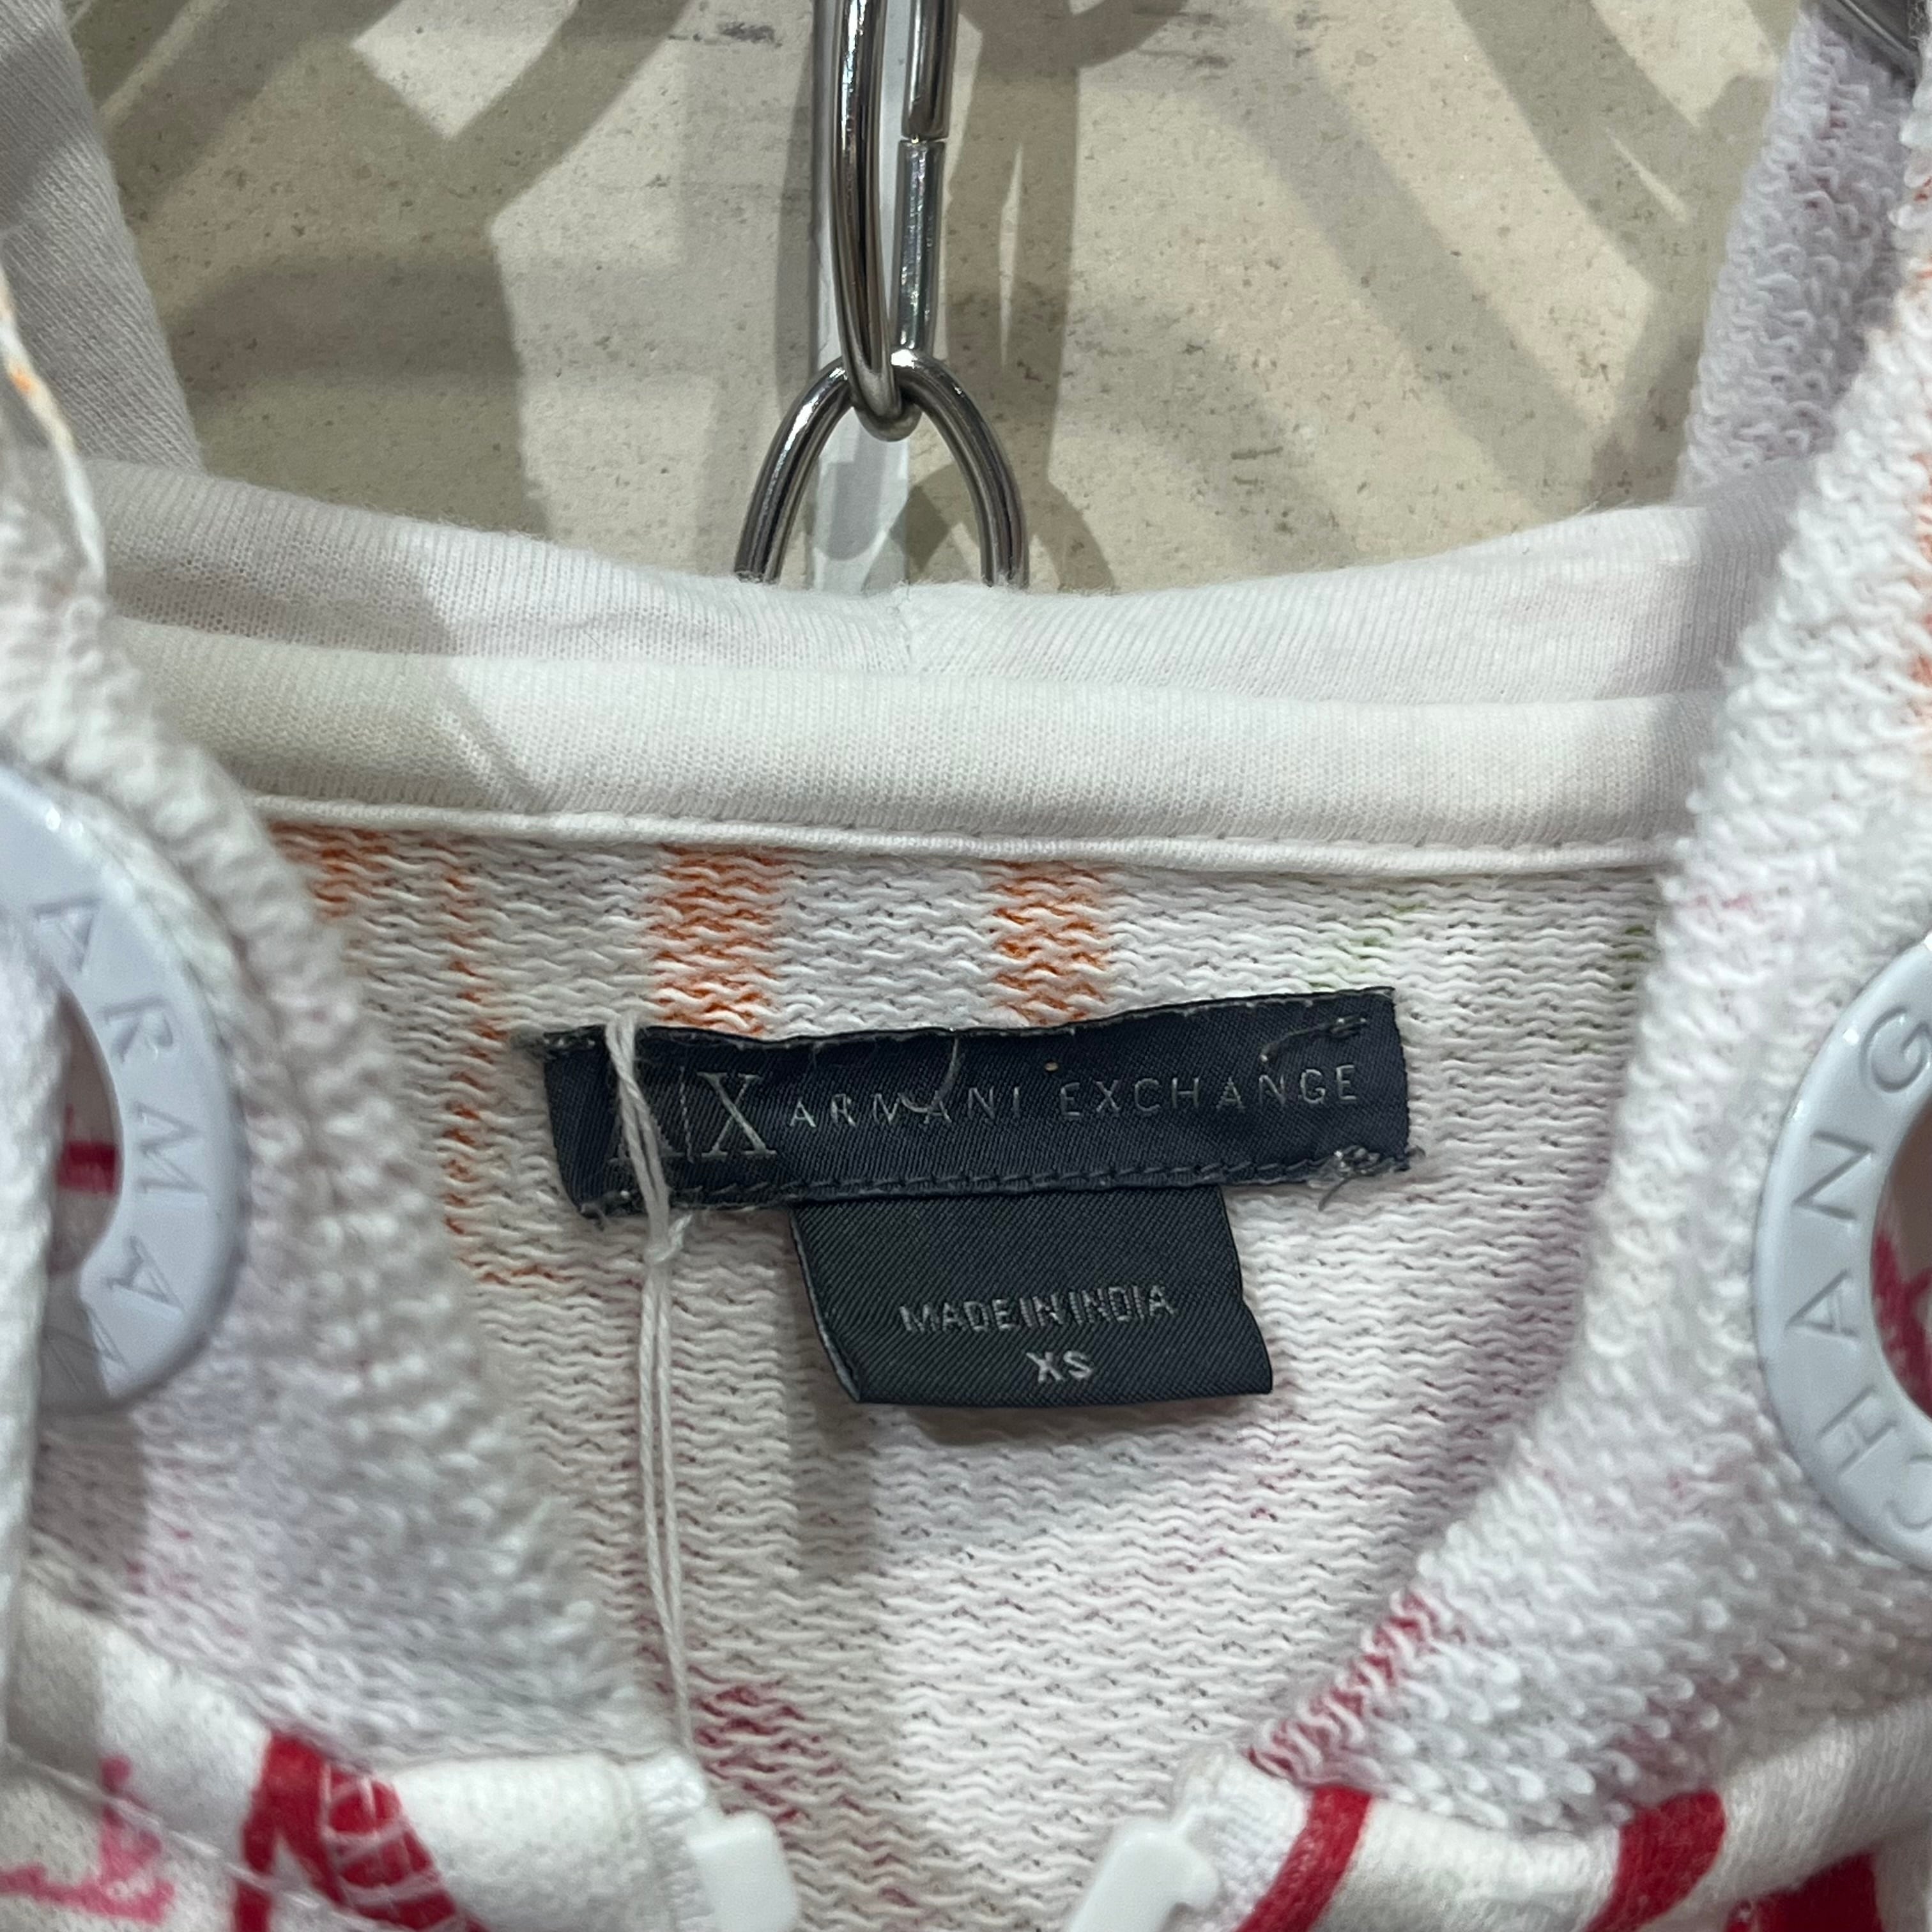 A|X ARMANI EXCHANGE
MADE IN INDIA
XS
ARMA
HANG